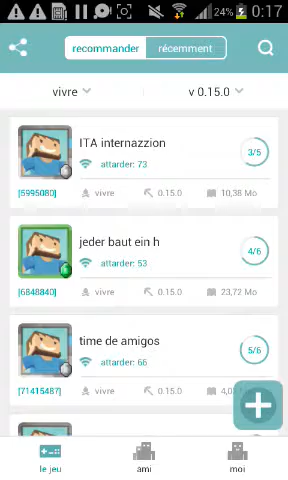 24% 0:17
recommander récemment
vivre v 0.15.0
ITA internazzion
3/5
attarder: 73
[5995080] vivre 0.15.0 10,38 Mo
jeder baut ein h
4/6
attarder: 53
[6848840] vivre 0.15.0 23,72 Mo
time de amigos
5/6
attarder: 66
[71415487] vivre 0.15.0
le jeu ami moi